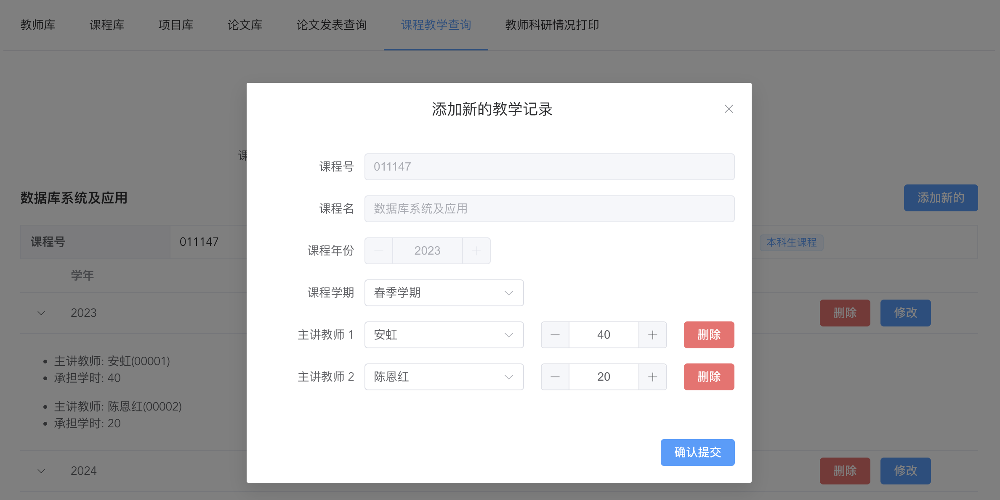 教师库 课程库 项目库 论文库 论文发表查询 课程教学查询 教师科研情况打印
添加新的教学记录
课
课程号 011147
数据库系统及应用
添加新的
课程名 数据库系统及应用
课程号 011147
本科生课程
课程年份 2023
学年
课程学期 春季学期
2023
删除 修改
主讲教师 1 安虹 40 删除
主讲教师: 安虹(00001)
承担学时: 40
主讲教师 2 陈恩红 20 删除
主讲教师: 陈恩红(00002)
承担学时: 20
确认提交
2024
删除 修改